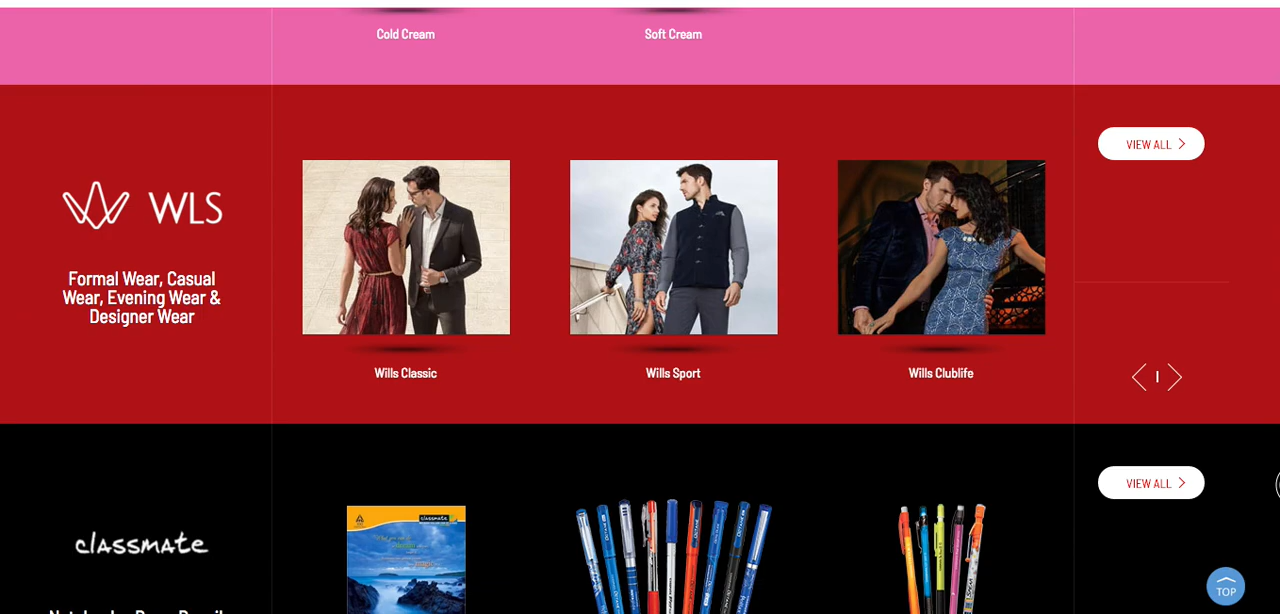 Cold Cream
Soft Cream
VIEW ALL
WLS
Formal Wear, Casual
Wear, Evening Wear &
Designer Wear
Wills Classic
Wills Sport
Wills Clublife
VIEW ALL
classmate
classmate
TOP